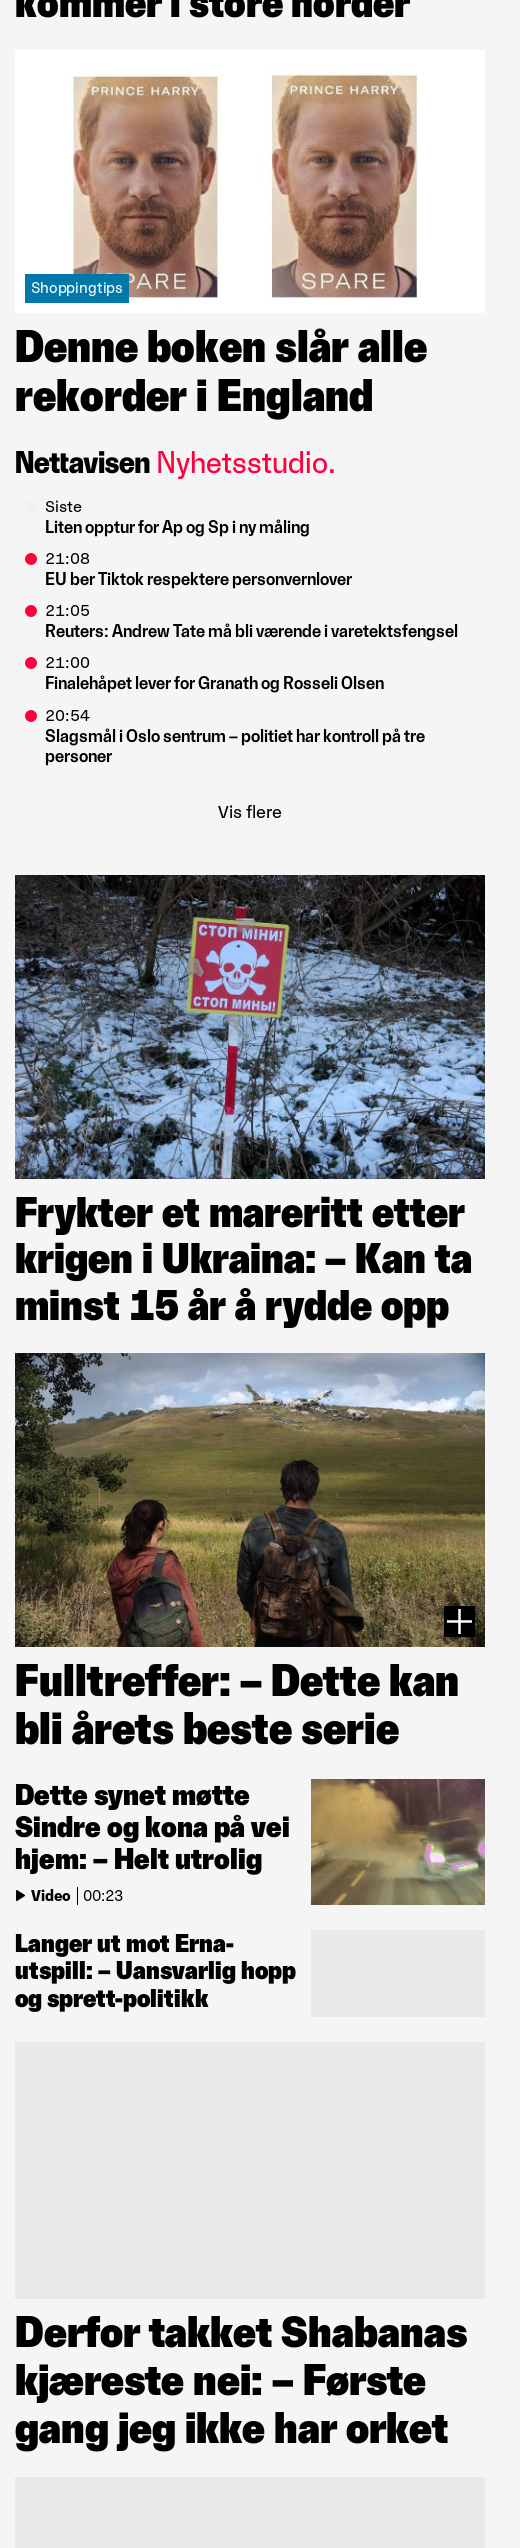 kommer i store horder
PRINCE HARRY
PRINCE HARRY
SPARE
Shoppingtips
Denne boken slår alle
rekorder i England
Nettavisen Nyhetsstudio.
Siste
Liten opptur for Ap og Sp i ny måling
21:08
EU ber Tiktok respektere personvernlover
21:05
Reuters: Andrew Tate må bli værende i varetektsfengsel
21:00
Finalehåpet lever for Granath og Rosseli Olsen
20:54
Slagsmål i Oslo sentrum – politiet har kontroll på tre
personer
Vis flere
СТОП МІНИ!
СТОП МИНЫ!
Frykter et mareritt etter
krigen i Ukraina: – Kan ta
minst 15 år å rydde opp
Fulltreffer: – Dette kan
bli årets beste serie
Dette synet møtte
Sindre og kona på vei
hjem: – Helt utrolig
Video 00:23
Langer ut mot Erna-
utspill: – Uansvarlig hopp
og sprett-politikk
Derfor takket Shabanas
kjæreste nei: – Første
gang jeg ikke har orket